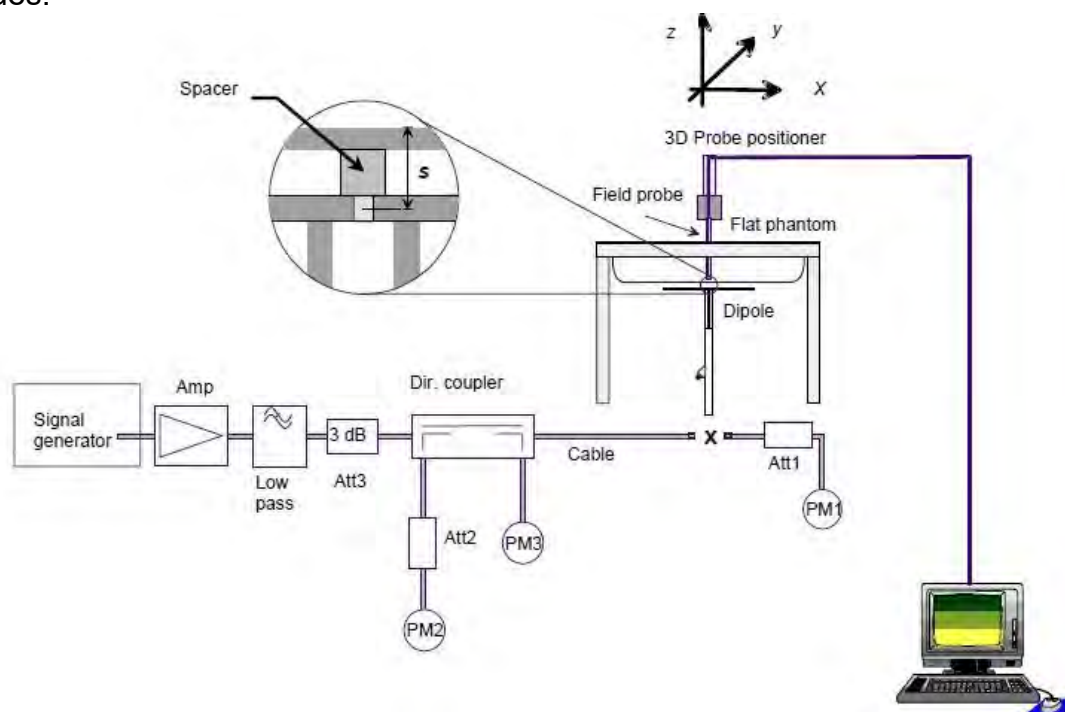 z
y
X
Spacer
s
3D Probe positioner
Field probe
Flat phantom
Dipole
Signal
generator
Amp
Low
pass
3 dB
Att3
Dir. coupler
Cable
x
Att1
PM1
Att2
PM3
PM2